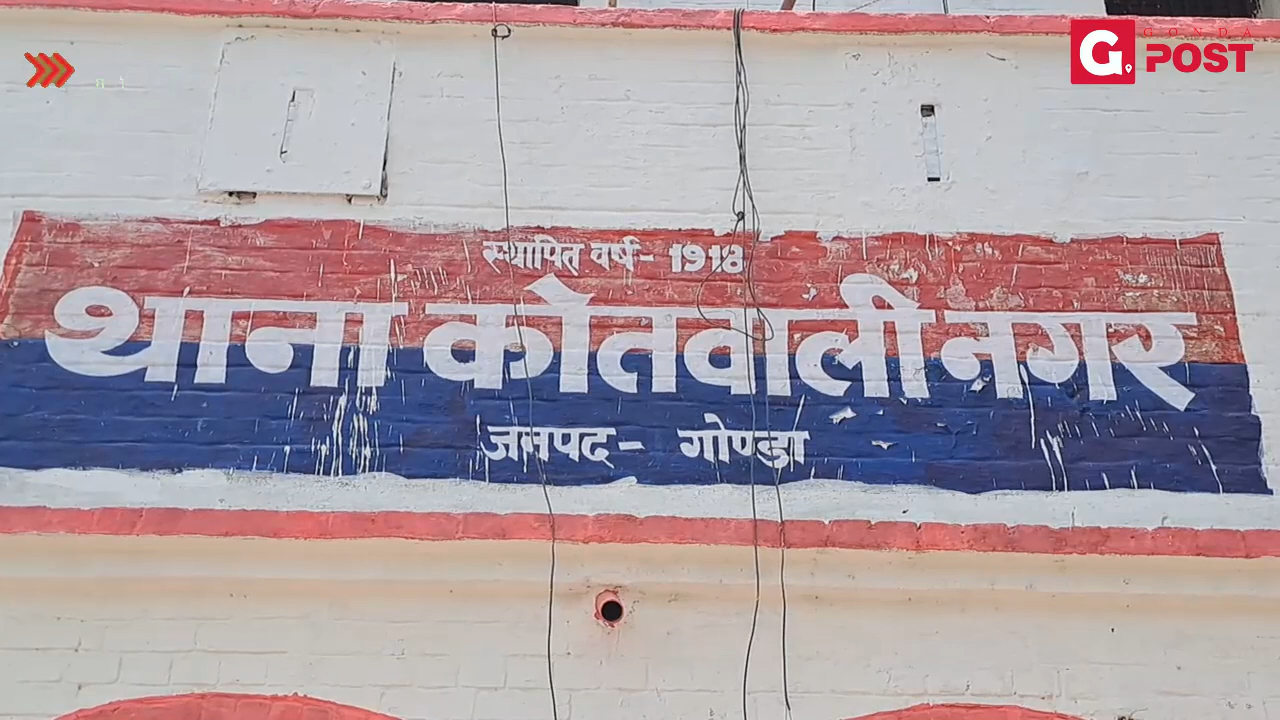 GONDA
POST
स्थापित वर्ष- 1918
थाना कोतवाली नगर
जनपद - गोण्डा